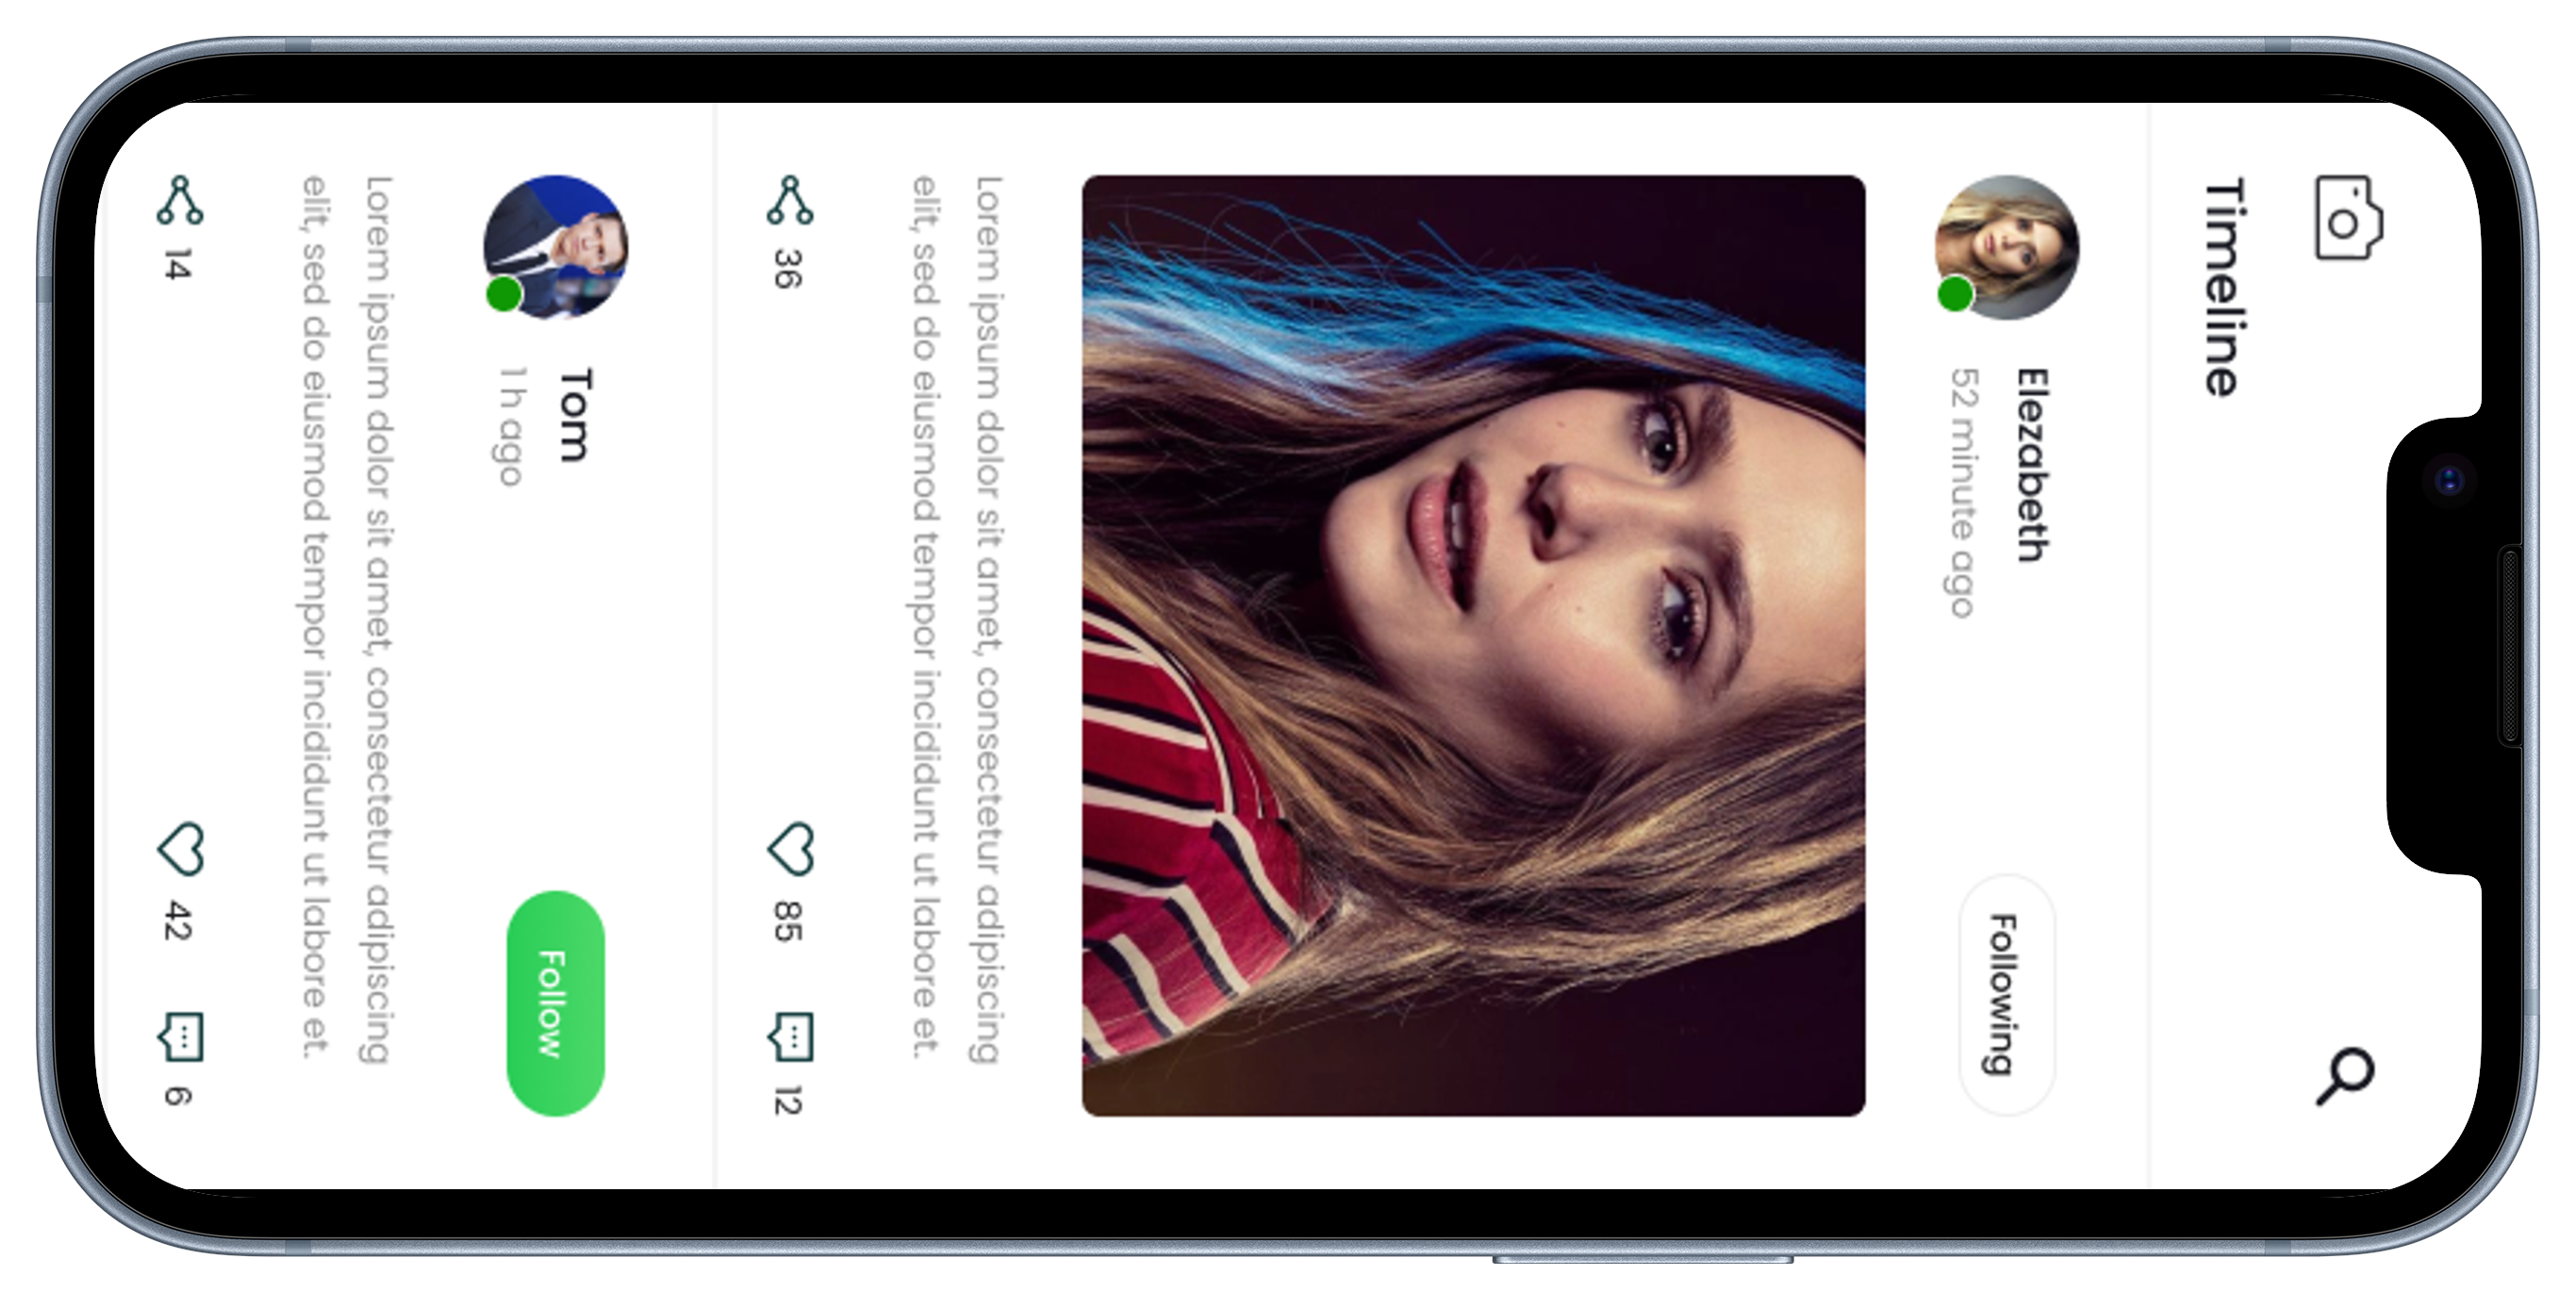 Timeline
Elezabeth
52 minute ago
Following
Lorem ipsum dolor sit amet, consectetur adipiscing
elit, sed do eiusmod tempor incididunt ut labore et.
36
85
12
Tom
1 h ago
Follow
Lorem ipsum dolor sit amet, consectetur adipiscing
elit, sed do eiusmod tempor incididunt ut labore et.
14
42
6